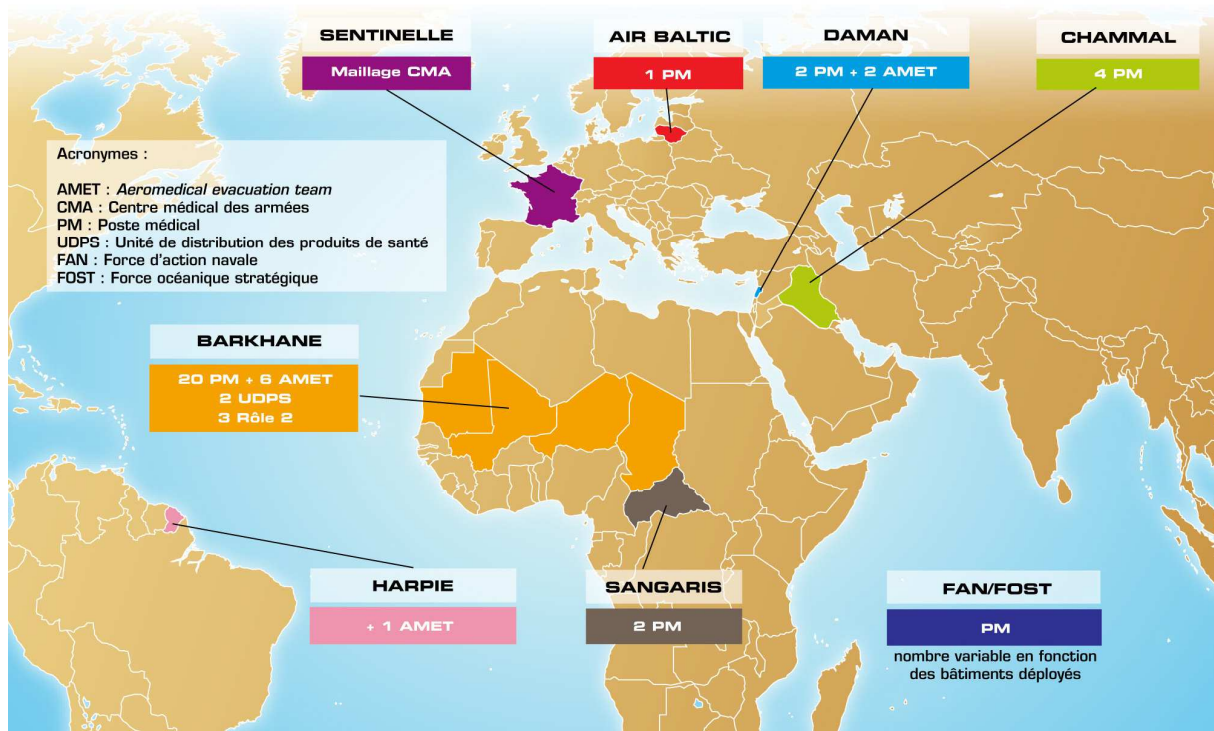 SENTINELLE
Maillage CMA
AIR BALTIC
1 PM
DAMAN
2 PM + 2 AMET
CHAMMAL
4 PM
Acronymes :
AMET : Aeromedical evacuation team
CMA : Centre médical des armées
PM : Poste médical
UDPS : Unité de distribution des produits de santé
FAN : Force d'action navale
FOST : Force océanique stratégique
BARKHANE
20 PM + 6 AMET
2 UDPS
3 Rôle 2
HARPIE
+ 1 AMET
SANGARIS
2 PM
FAN/FOST
PM
nombre variable en fonction
des bâtiments déployés